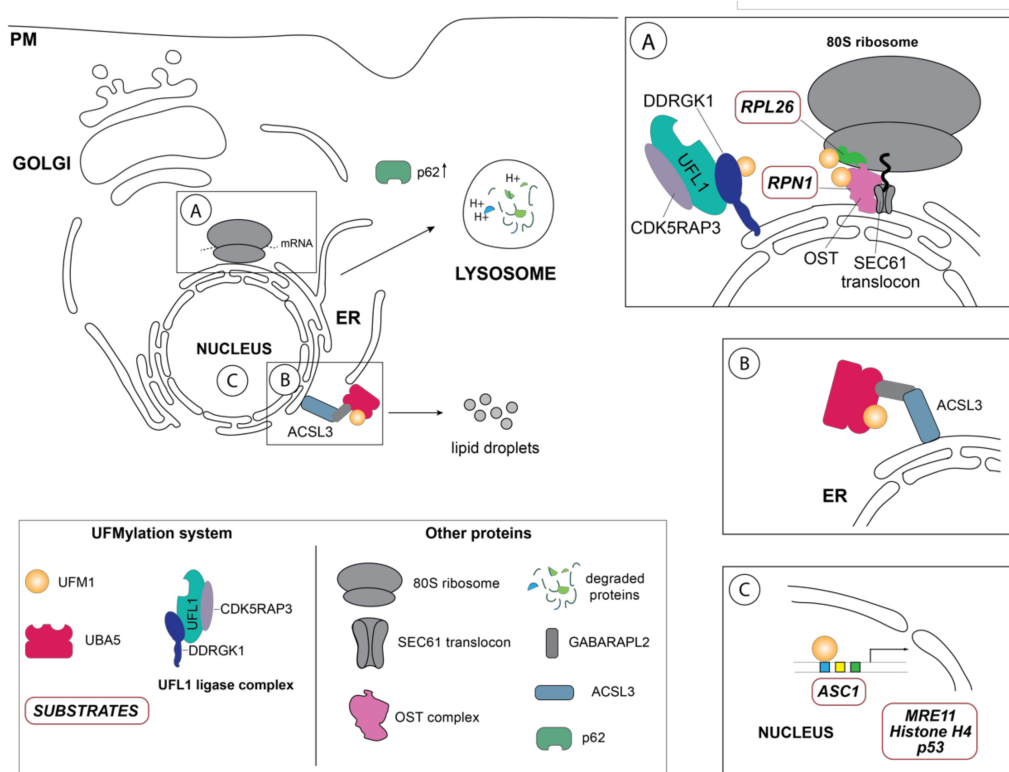 PM
GOLGI
A
mRNA
p62↑
H+
H+
H+
LYSOSOME
ER
NUCLEUS
C
B
ACSL3
lipid droplets
A
80S ribosome
DDRGK1
RPL26
UFL1
RPN1
CDK5RAP3
OST
SEC61
translocon
B
ACSL3
ER
C
ASC1
NUCLEUS
MRE11
Histone H4
p53
UFMylation system
UFM1
UBA5
UFL1
CDK5RAP3
DDRGK1
UFL1 ligase complex
SUBSTRATES
Other proteins
80S ribosome
SEC61 translocon
OST complex
degraded
proteins
GABARAPL2
ACSL3
p62